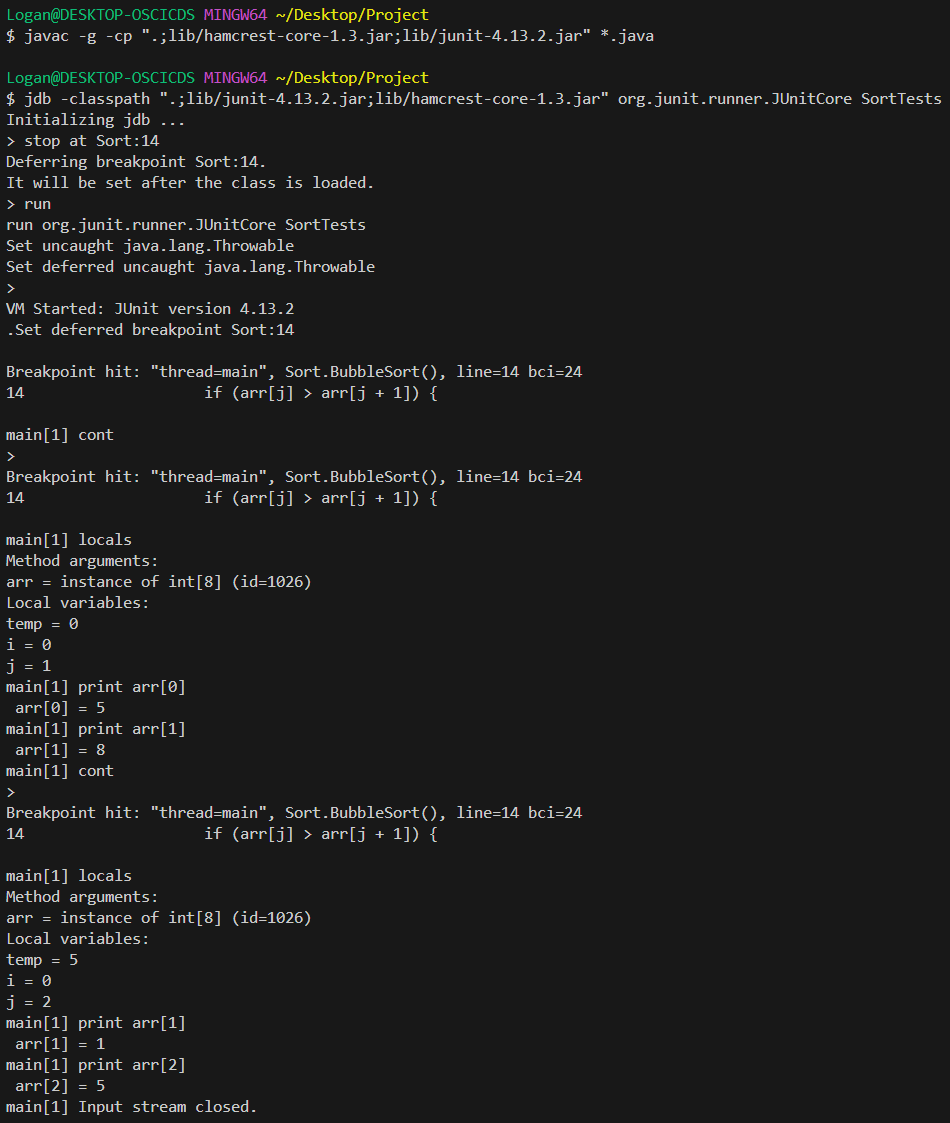 Logan@DESKTOP-OSCICDS MINGW64 ~/Desktop/Project
$ javac -g -cp ".;lib/hamcrest-core-1.3.jar;lib/junit-4.13.2.jar" *.java
Logan@DESKTOP-OSCICDS MINGW64 ~/Desktop/Project
$ jdb -classpath ".;lib/junit-4.13.2.jar;lib/hamcrest-core-1.3.jar" org.junit.runner.JUnitCore SortTests
Initializing jdb ...
> stop at Sort:14
Deferring breakpoint Sort:14.
It will be set after the class is loaded.
> run
run org.junit.runner.JUnitCore SortTests
Set uncaught java.lang.Throwable
Set deferred uncaught java.lang.Throwable
>
VM Started: JUnit version 4.13.2
.Set deferred breakpoint Sort:14
Breakpoint hit: "thread=main", Sort.BubbleSort(), line=14 bci=24
14                    if (arr[j] > arr[j + 1]) {
main[1] cont
>
Breakpoint hit: "thread=main", Sort.BubbleSort(), line=14 bci=24
14                    if (arr[j] > arr[j + 1]) {
main[1] locals
Method arguments:
arr = instance of int[8] (id=1026)
Local variables:
temp = 0
i = 0
j = 1
main[1] print arr[0]
 arr[0] = 5
main[1] print arr[1]
 arr[1] = 8
main[1] cont
>
Breakpoint hit: "thread=main", Sort.BubbleSort(), line=14 bci=24
14                    if (arr[j] > arr[j + 1]) {
main[1] locals
Method arguments:
arr = instance of int[8] (id=1026)
Local variables:
temp = 5
i = 0
j = 2
main[1] print arr[1]
 arr[1] = 1
main[1] print arr[2]
 arr[2] = 5
main[1] Input stream closed.